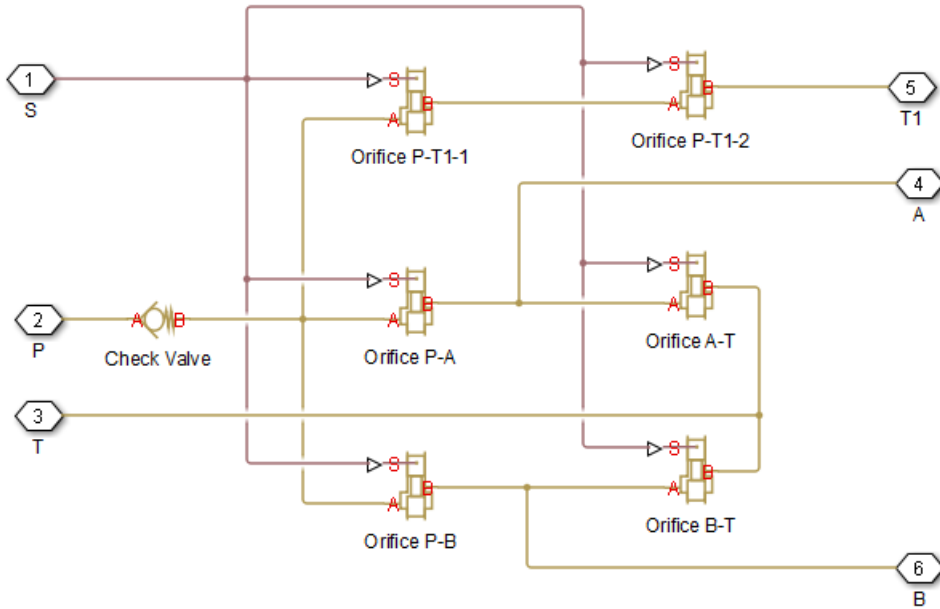 1
S
S
A
B
Orifice P-T1-1
S
A
B
Orifice P-T1-2
5
T1
4
A
2
P
A
B
Check Valve
S
A
B
Orifice P-A
S
A
B
Orifice A-T
3
T
S
A
B
Orifice P-B
S
A
B
Orifice B-T
6
B